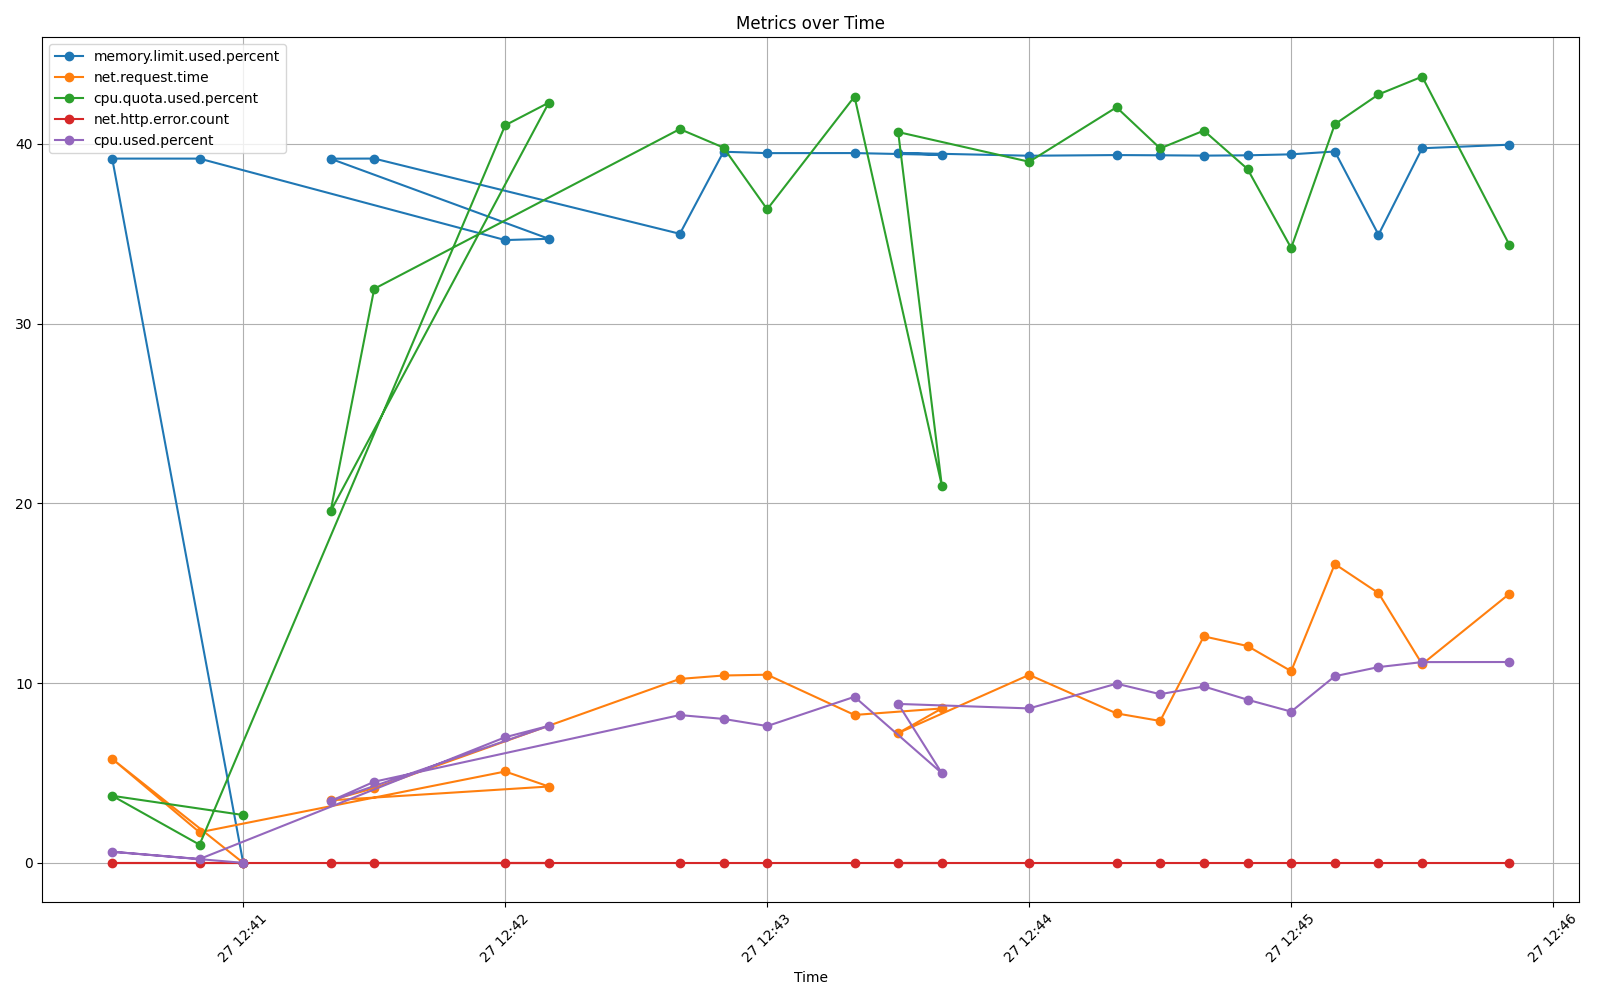 Metrics over Time
memory.limit.used.percent
net.request.time
cpu.quota.used.percent
net.http.error.count
cpu.used.percent
40
30
20
10
0
27 12:41
27 12:42
27 12:43
27 12:44
27 12:45
27 12:46
Time